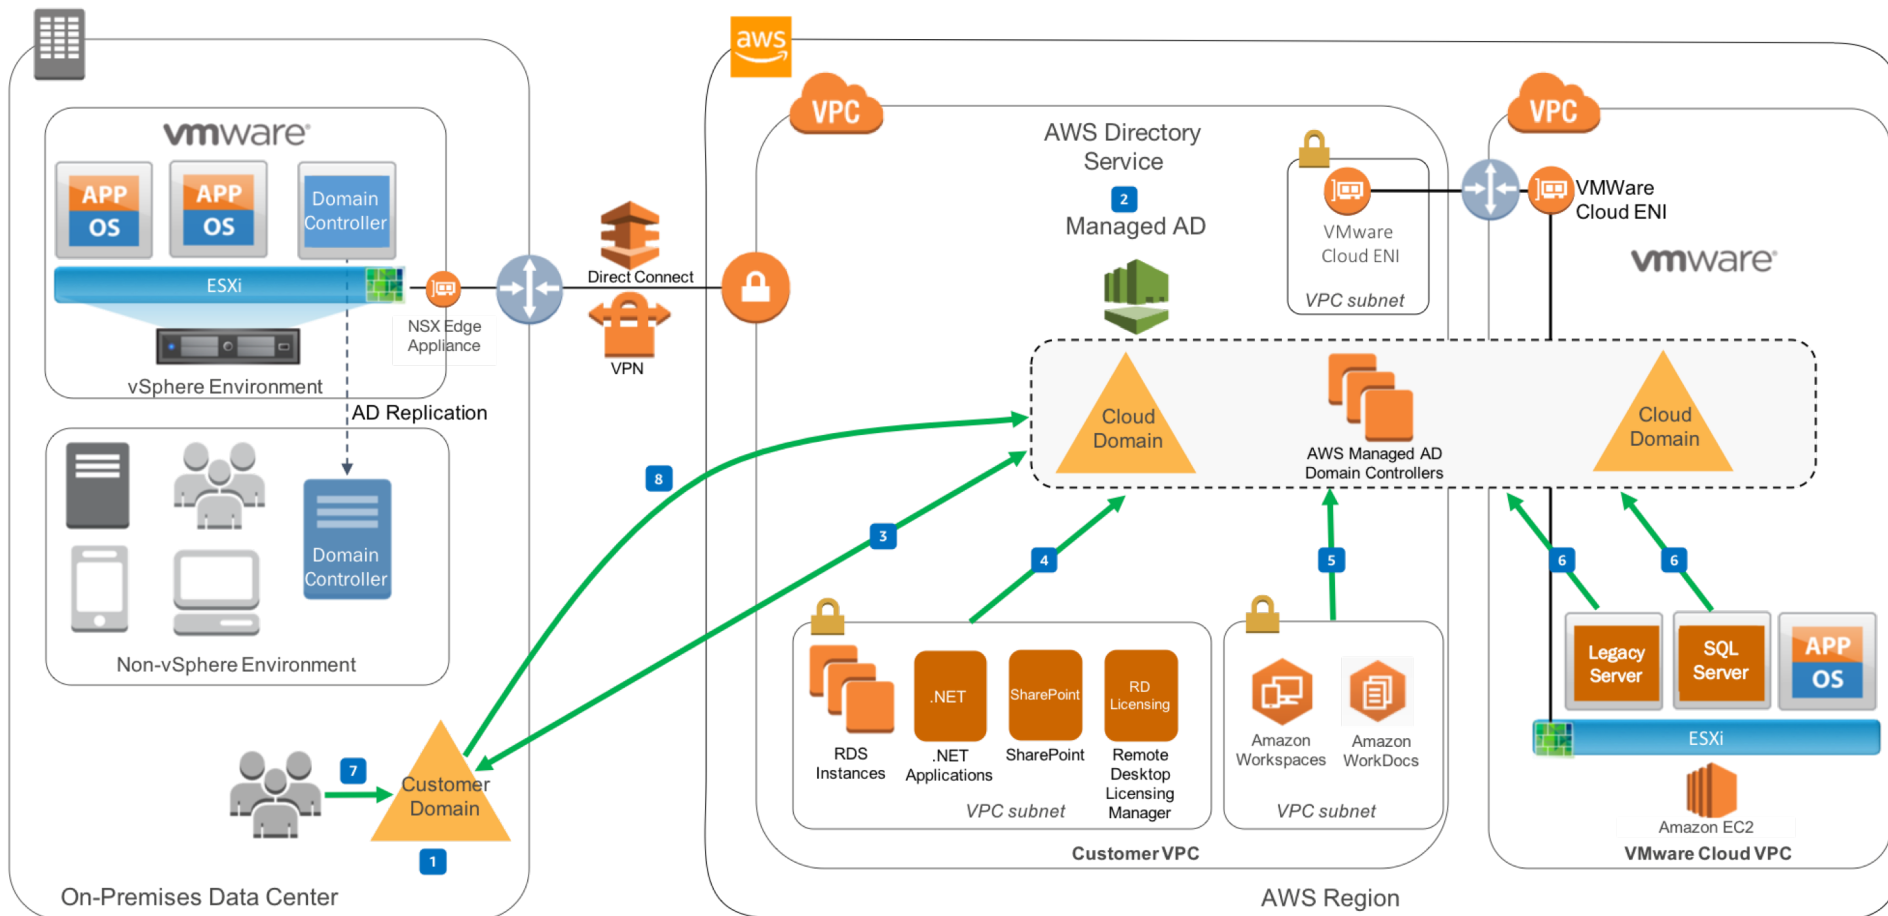 aws
VPC
VPC
vmware®
APP
OS
APP
OS
Domain
Controller
ESXi
NSX Edge
Appliance
vSphere Environment
AD Replication
Domain
Controller
Non-vSphere Environment
7
Customer
Domain
1
On-Premises Data Center
Direct Connect
VPN
8
3
AWS Directory
Service
2
Managed AD
VMware
Cloud ENI
VPC subnet
VMWare
Cloud ENI
vmware®
Cloud
Domain
AWS Managed AD
Domain Controllers
Cloud
Domain
4
5
6
6
RDS
Instances
.NET
.NET
Applications
SharePoint
SharePoint
RD
Licensing
Remote
Desktop
Licensing
Manager
VPC subnet
Amazon
Workspaces
Amazon
WorkDocs
VPC subnet
Customer VPC
Legacy
Server
SQL
Server
APP
OS
ESXi
Amazon EC2
VMware Cloud VPC
AWS Region